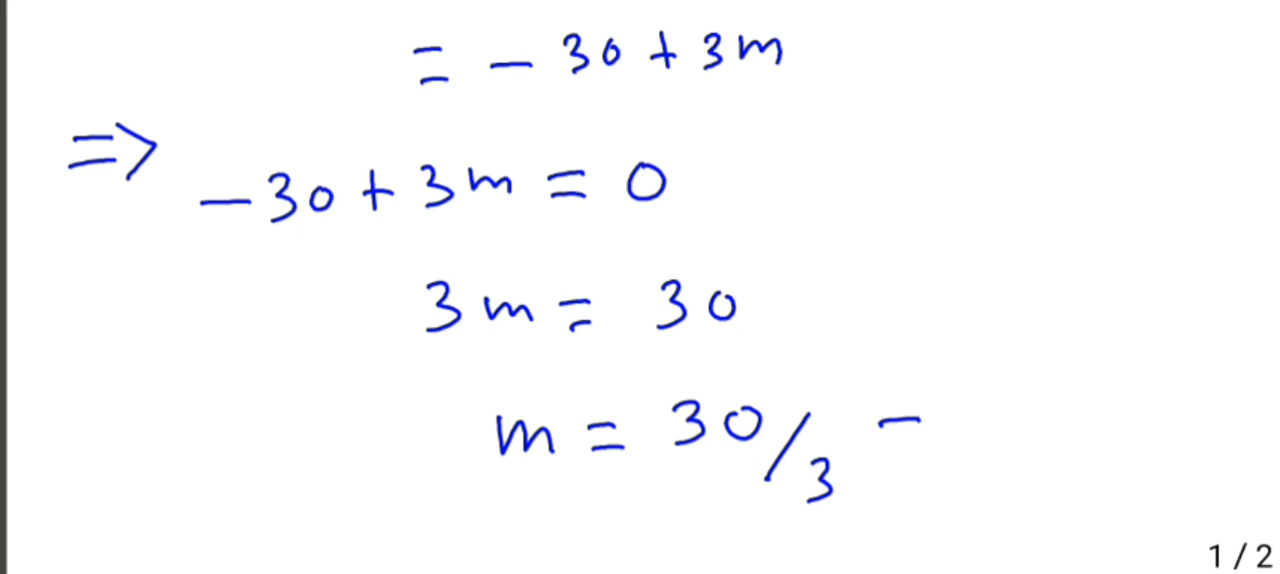 = - 30 + 3m
=> -30 + 3m = 0
3m = 30
m = 30/3 -
1 / 2